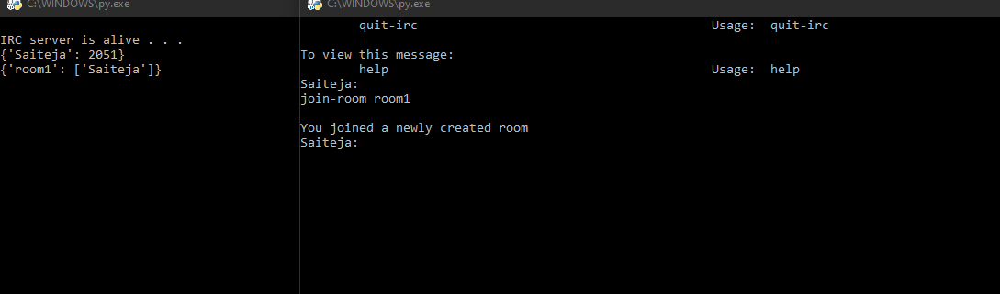 C:\WINDOWS\py.exe
IRC server is alive . . .
{'Saiteja': 2051}
{'room1': ['Saiteja']}
C:\WINDOWS\py.exe
quit-irc Usage: quit-irc
To view this message:
help Usage: help
Saiteja:
join-room room1
You joined a newly created room
Saiteja: